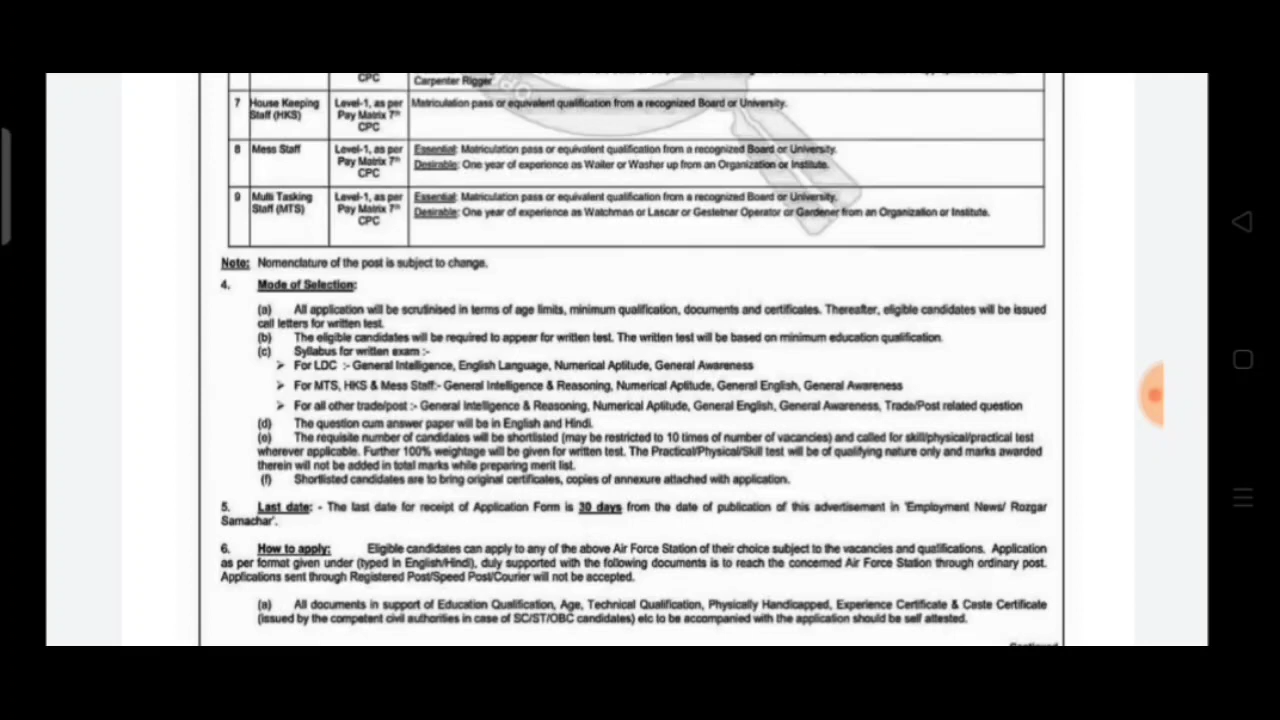 CPC
Carpenter Rigger
7 House Keeping Staff (HKS) Level-1, as per Pay Matrix 7th CPC Matriculation pass or equivalent qualification from a recognized Board or University.
8 Mess Staff Level-1, as per Pay Matrix 7th CPC Essential: Matriculation pass or equivalent qualification from a recognized Board or University.
Desirable: One year of experience as Waiter or Washer up from an Organization or Institute.
9 Multi Tasking Staff (MTS) Level-1, as per Pay Matrix 7th CPC Essential: Matriculation pass or equivalent qualification from a recognized Board or University.
Desirable: One year of experience as Watchman or Lascar or Gestetner Operator or Gardener from an Organization or Institute.
Note: Nomenclature of the post is subject to change.
4. Mode of Selection:
(a) All application will be scrutinised in terms of age limits, minimum qualification, documents and certificates. Thereafter, eligible candidates will be issued
call letters for written test.
(b) The eligible candidates will be required to appear for written test. The written test will be based on minimum education qualification.
(c) Syllabus for written exam :-
➢ For LDC :- General Intelligence, English Language, Numerical Aptitude, General Awareness
➢ For MTS, HKS & Mess Staff:- General Intelligence & Reasoning, Numerical Aptitude, General English, General Awareness
➢ For all other trade/post :- General Intelligence & Reasoning, Numerical Aptitude, General English, General Awareness, Trade/Post related question
(d) The question cum answer paper will be in English and Hindi.
(e) The requisite number of candidates will be shortlisted (may be restricted to 10 times of number of vacancies) and called for skill/physical/practical test
wherever applicable. Further 100% weightage will be given for written test. The Practical/Physical/Skill test will be of qualifying nature only and marks awarded
therein will not be added in total marks while preparing merit list.
(f) Shortlisted candidates are to bring original certificates, copies of annexure attached with application.
5. Last date: - The last date for receipt of Application Form is 30 days from the date of publication of this advertisement in 'Employment News/ Rozgar
Samachar'.
6. How to apply: Eligible candidates can apply to any of the above Air Force Station of their choice subject to the vacancies and qualifications. Application
as per format given under (typed in English/Hindi), duly supported with the following documents is to reach the concerned Air Force Station through ordinary post.
Applications sent through Registered Post/Speed Post/Courier will not be accepted.
(a) All documents in support of Education Qualification, Age, Technical Qualification, Physically Handicapped, Experience Certificate & Caste Certificate
(issued by the competent civil authorities in case of SC/ST/OBC candidates) etc to be accompanied with the application should be self attested.